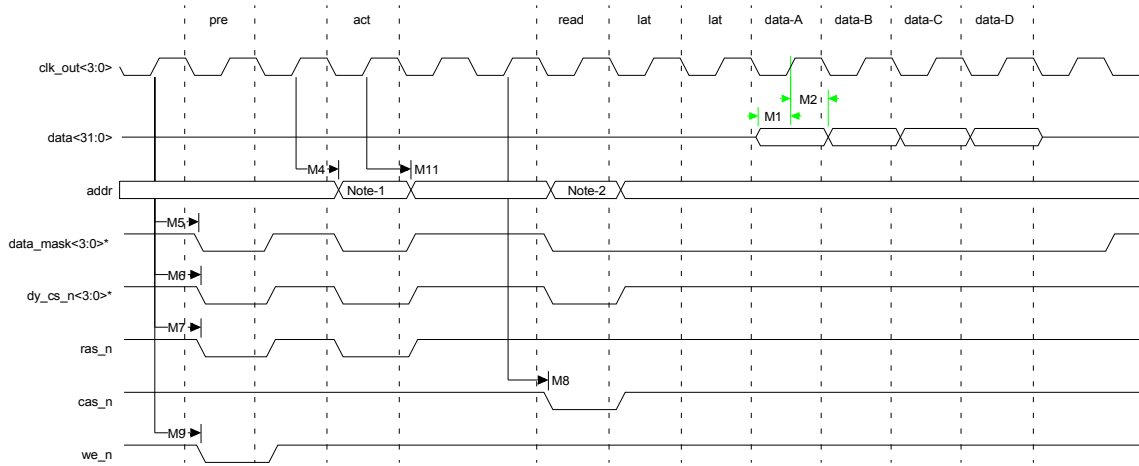 pre act read lat lat data-A data-B data-C data-D
clk_out<3:0>
M2
M1
data<31:0>
M4 M11
addr Note-1 Note-2
M5
data_mask<3:0>*
M6
dy_cs_n<3:0>*
M7
ras_n
M8
cas_n
M9
we_n